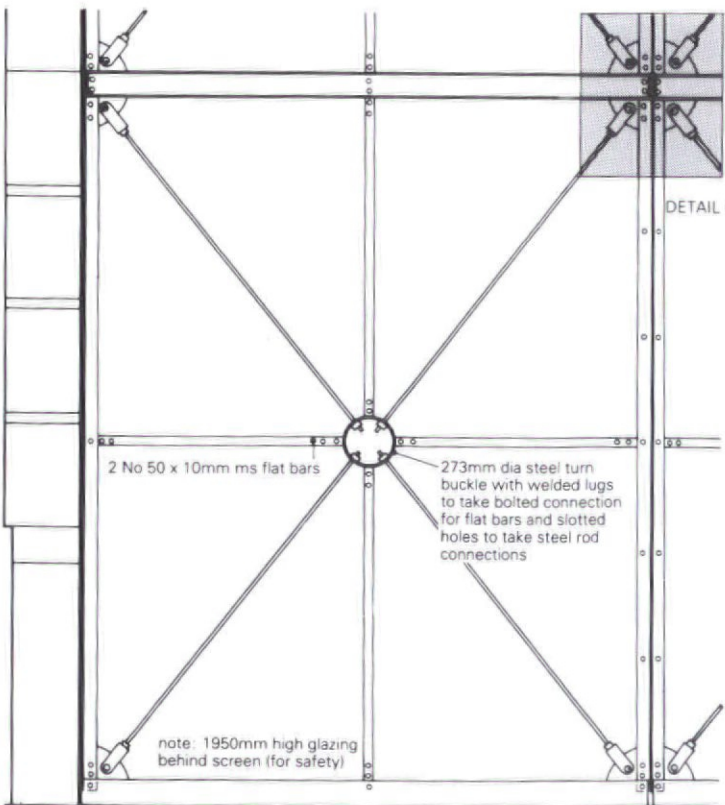 DETAIL
2 No 50 x 10mm ms flat bars
273mm dia steel turn
buckle with welded lugs
to take bolted connection
for flat bars and slotted
holes to take steel rod
connections
note: 1950mm high glazing
behind screen (for safety)